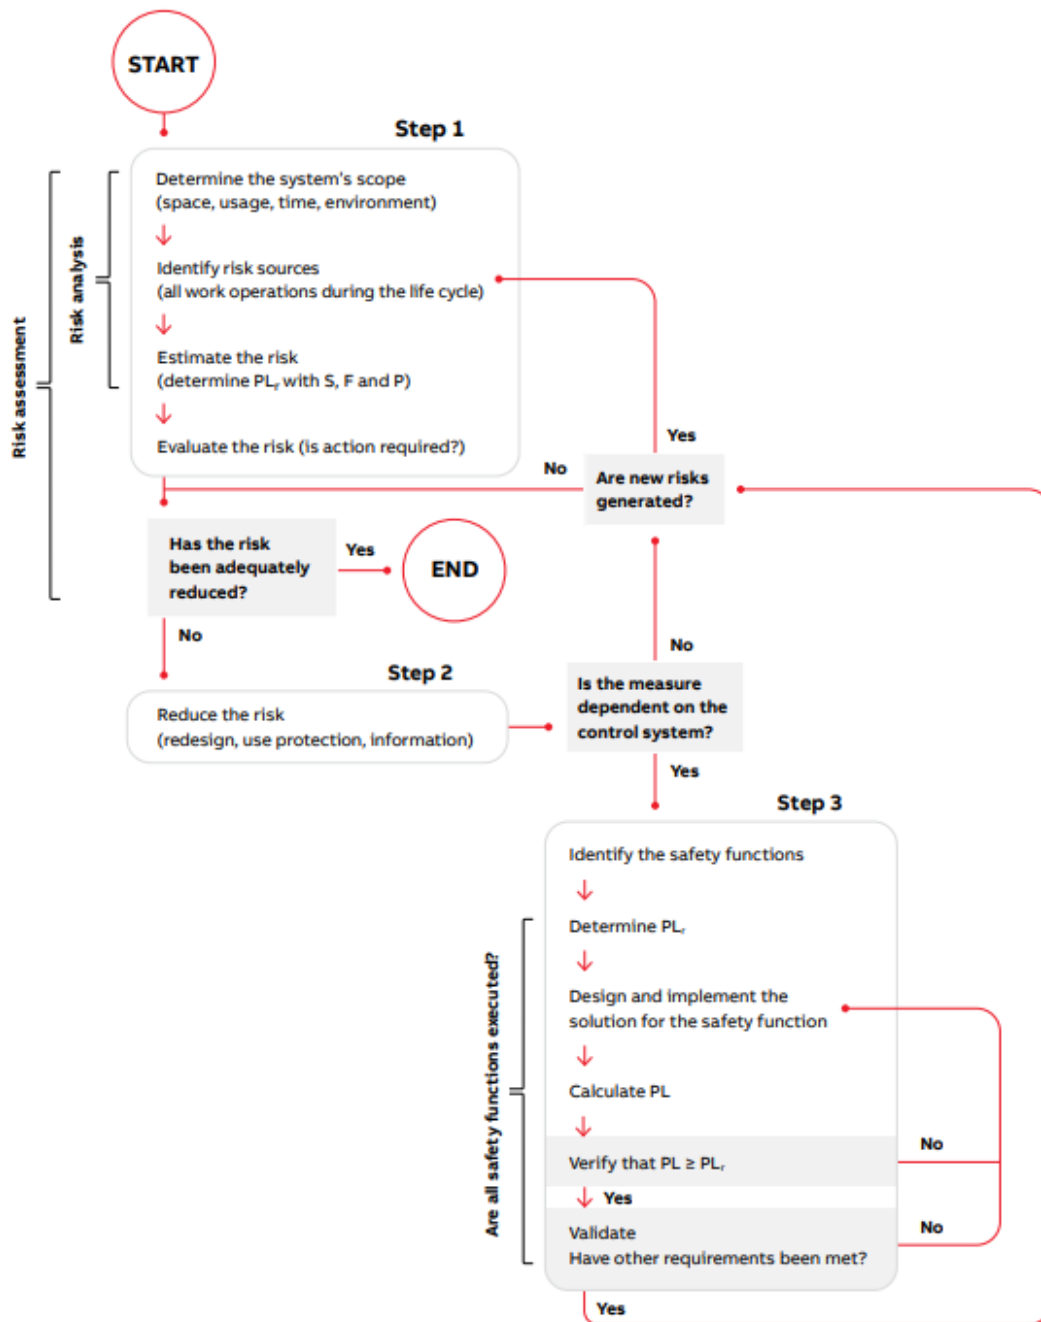 START
Step 1
Determine the system's scope
(space, usage, time, environment)
Identify risk sources
(all work operations during the life cycle)
Estimate the risk
(determine PLr with S, F and P)
Evaluate the risk (is action required?)
Risk analysis
Risk assessment
Yes
No
Are new risks
generated?
Has the risk
been adequately
reduced?
Yes
END
No
Step 2
Reduce the risk
(redesign, use protection, information)
No
Is the measure
dependent on the
control system?
Yes
Step 3
Identify the safety functions
Determine PLr
Design and implement the
solution for the safety function
Calculate PL
Verify that PL ≥ PLr
No
Yes
Validate
Have other requirements been met?
No
Yes
Are all safety functions executed?